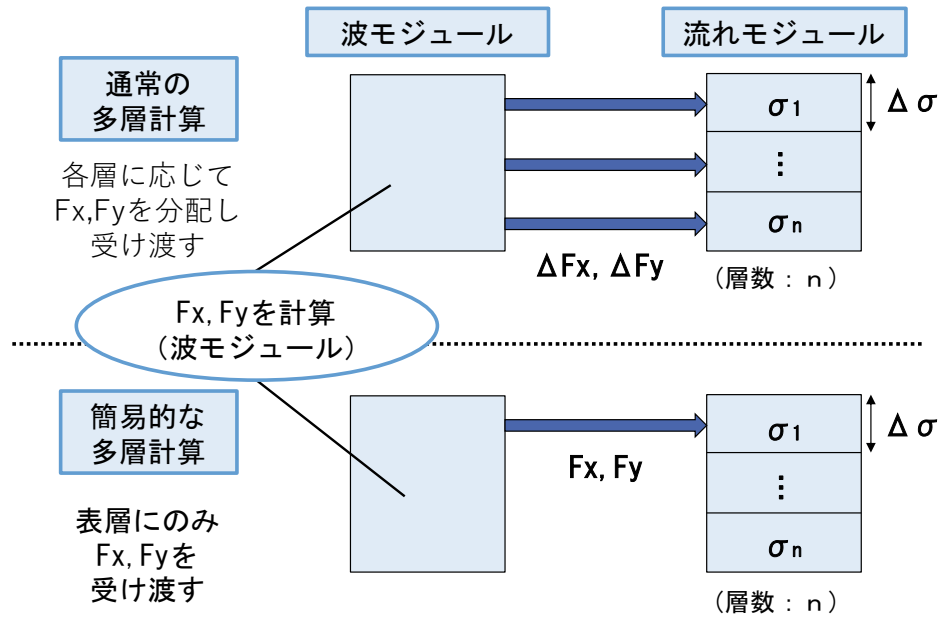 波モジュール
流れモジュール
通常の
多層計算
各層に応じて
Fx,Fyを分配し
受け渡す
σ1
⋮
σn
Δσ
ΔFx, ΔFy
(層数：n)
Fx, Fyを計算
(波モジュール)
簡易的な
多層計算
表層にのみ
Fx, Fyを
受け渡す
Fx, Fy
σ1
⋮
σn
Δσ
(層数：n)